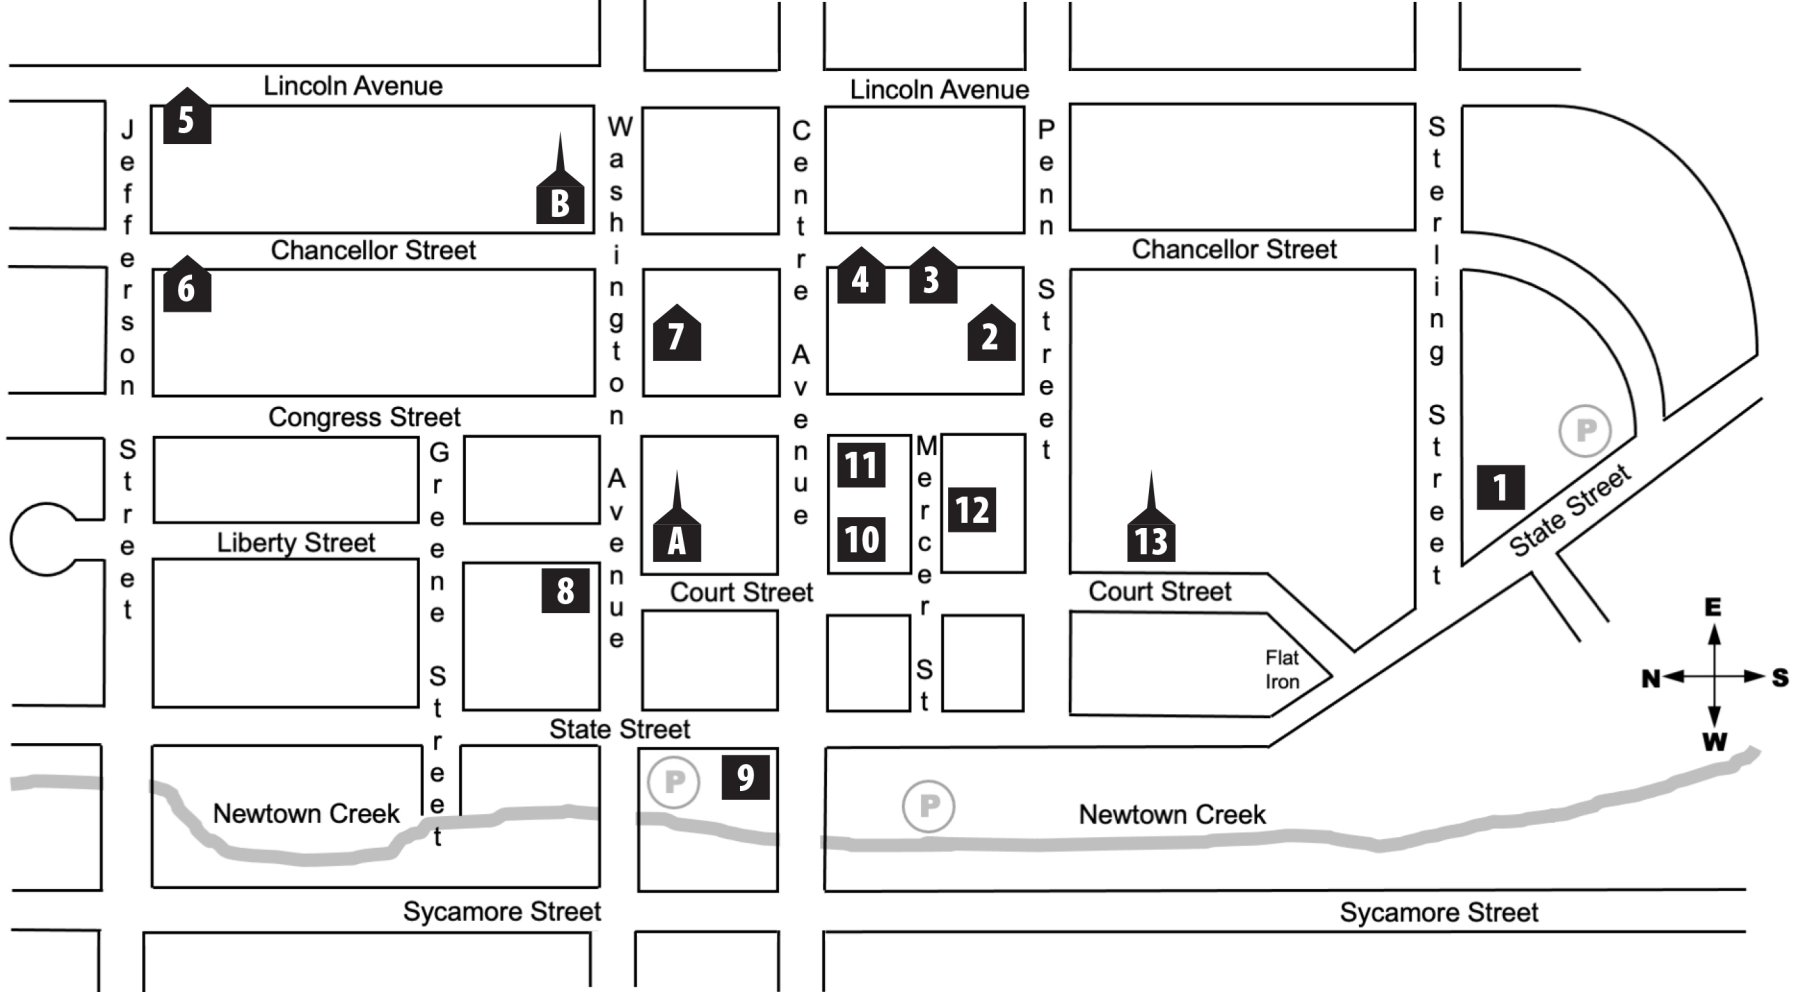 Lincoln Avenue
Lincoln Avenue
5
B
Jefferson Street
Washington Avenue
Centre Avenue
Penn Street
Sterling Street
Chancellor Street
Chancellor Street
6
7
4
3
2
Congress Street
P
Greene Street
11
Mercer St
12
1
A
10
13
State Street
Liberty Street
8
Court Street
Court Street
Flat
Iron
E
N
S
W
State Street
P
9
P
Newtown Creek
Newtown Creek
Sycamore Street
Sycamore Street